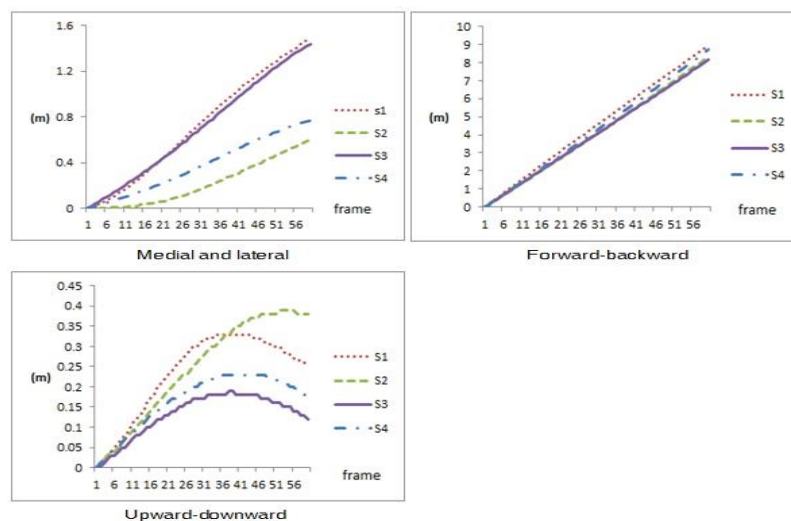 1.6
1.2
0.8
0.4
0
(m)
s1
S2
S3
S4
1 6 11 16 21 26 31 36 41 46 51 56
frame
Medial and lateral
10
9
8
7
6
5
4
3
2
1
0
(m)
S1
S2
S3
S4
1 6 11 16 21 26 31 36 41 46 51 56
frame
Forward-backward
0.45
0.4
0.35
0.3
0.25
0.2
0.15
0.1
0.05
0
(m)
S1
S2
S3
S4
1 6 11 16 21 26 31 36 41 46 51 56
frame
Upward-downward